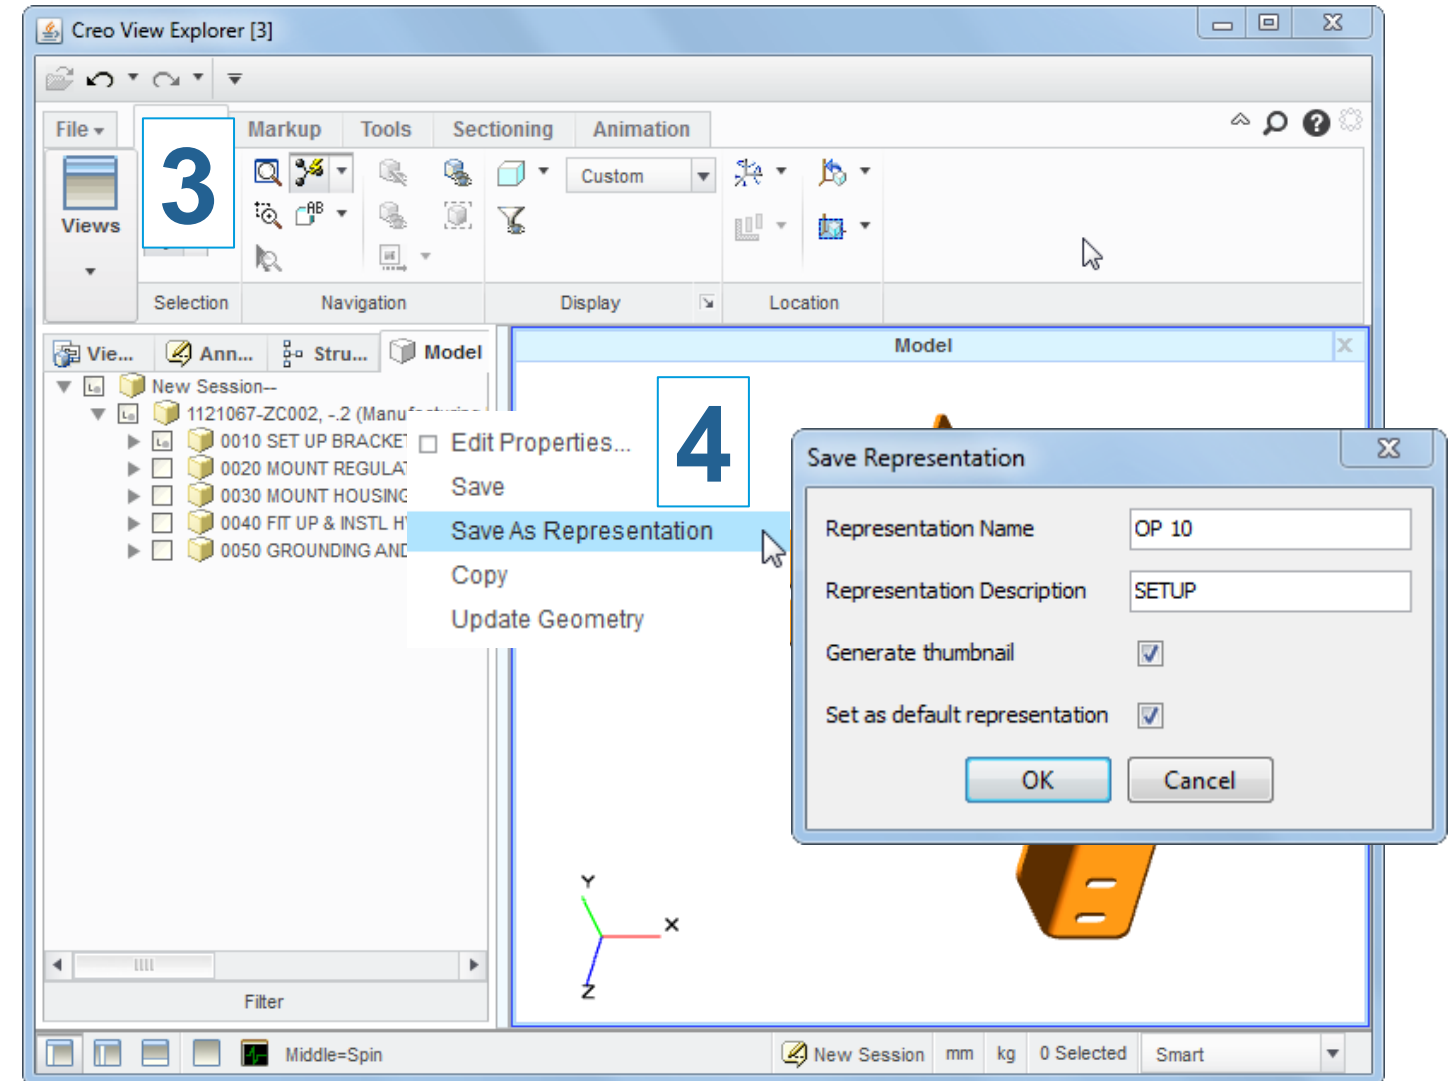 Creo View Explorer [3]
File
Markup
Tools
Sectioning
Animation
3
Views
AB
Custom
Selection
Navigation
Display
Location
Vie...
Ann...
Stru...
Model
Model
New Session--
1121067-ZC002, -.2 (Manufacturing
0010 SET UP BRACKET
0020 MOUNT REGULAT
0030 MOUNT HOUSING
0040 FIT UP & INSTL H
0050 GROUNDING AND
Edit Properties...
Save
Save As Representation
Copy
Update Geometry
4
Save Representation
Representation Name
OP 10
Representation Description
SETUP
Generate thumbnail
Set as default representation
OK
Cancel
Y
X
Z
Filter
Middle=Spin
New Session
mm
kg
0 Selected
Smart